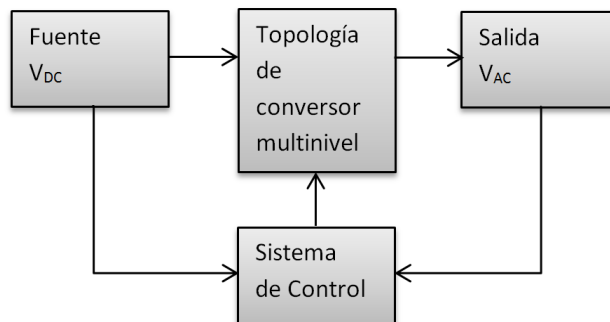 Fuente
VDC
Topología
de
conversor
multinivel
Salida
VAC
Sistema
de Control